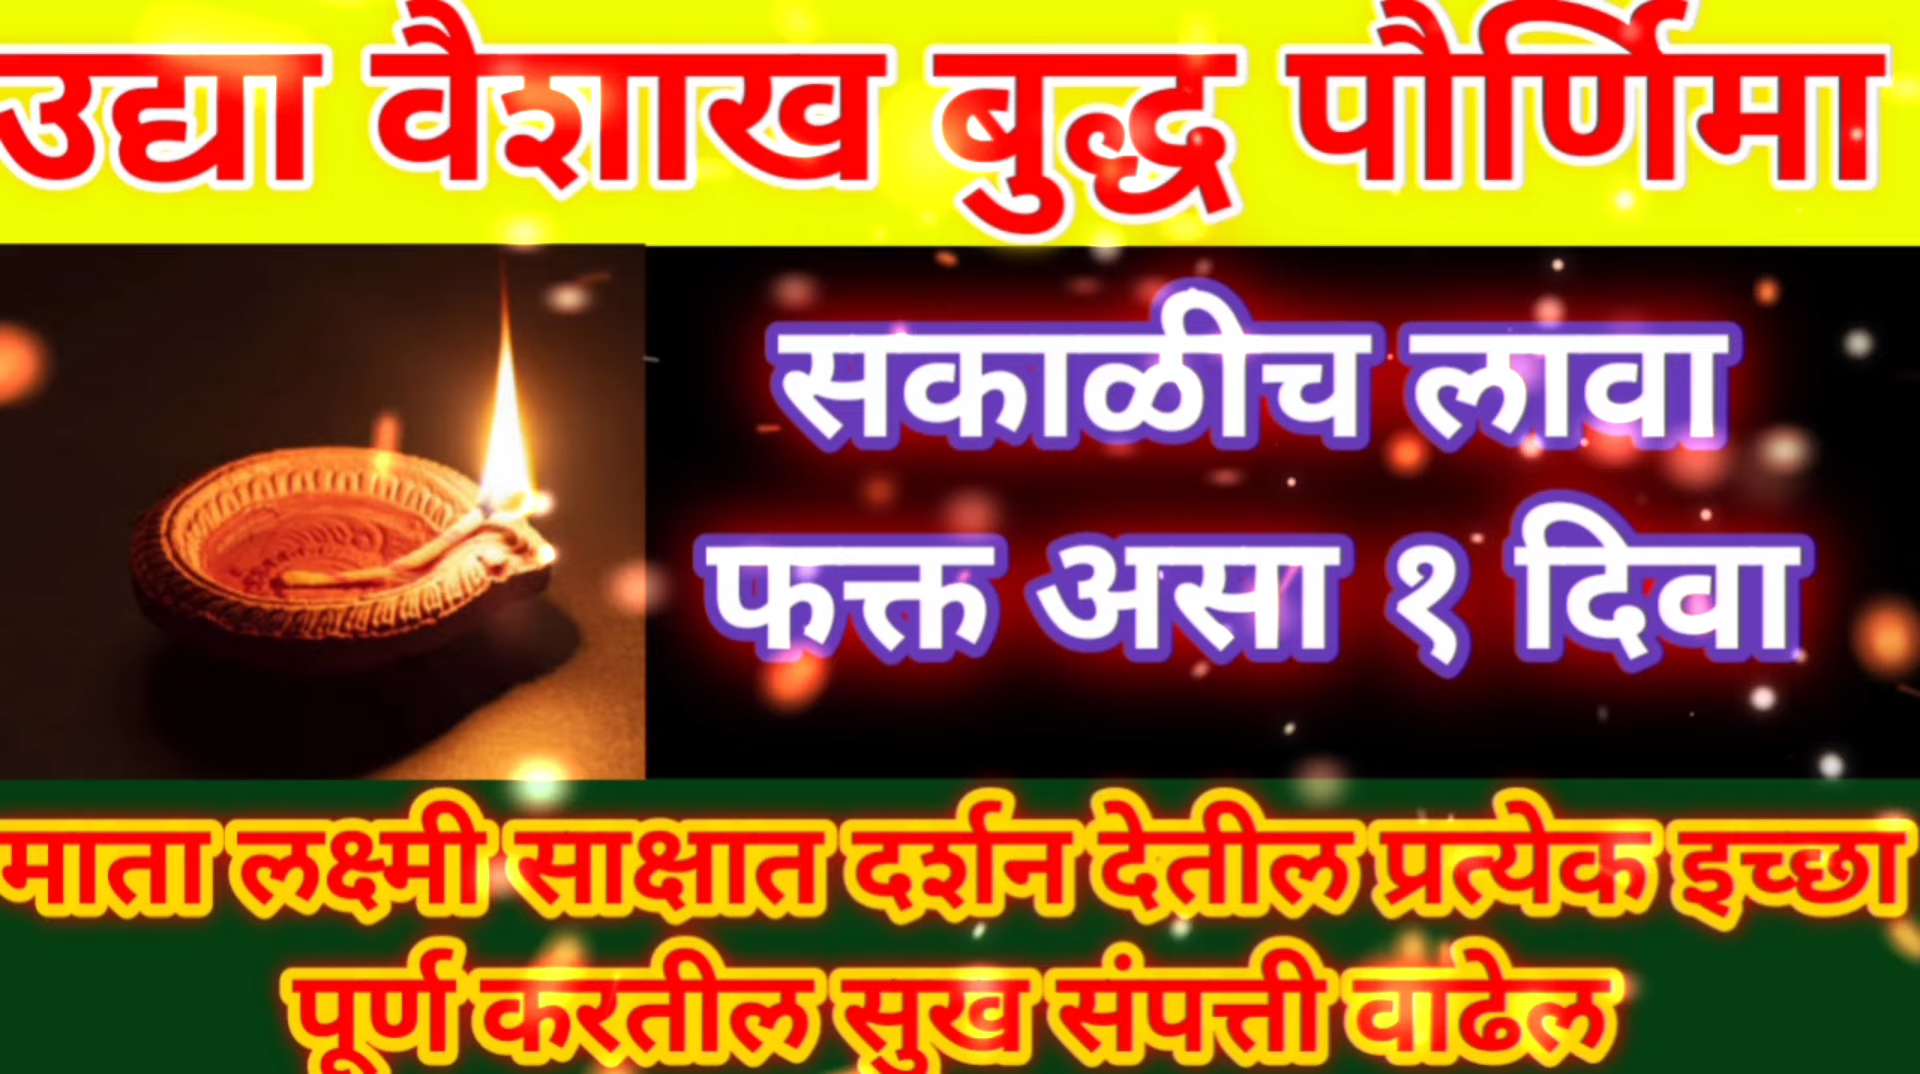 उद्या वैशाख बुद्ध पौर्णिमा
सकाळीच लावा
फक्त असा १ दिवा
माता लक्ष्मी साक्षात दर्शन देतील प्रत्येक इच्छा
पूर्ण करतील सुख संपत्ती वाढेल